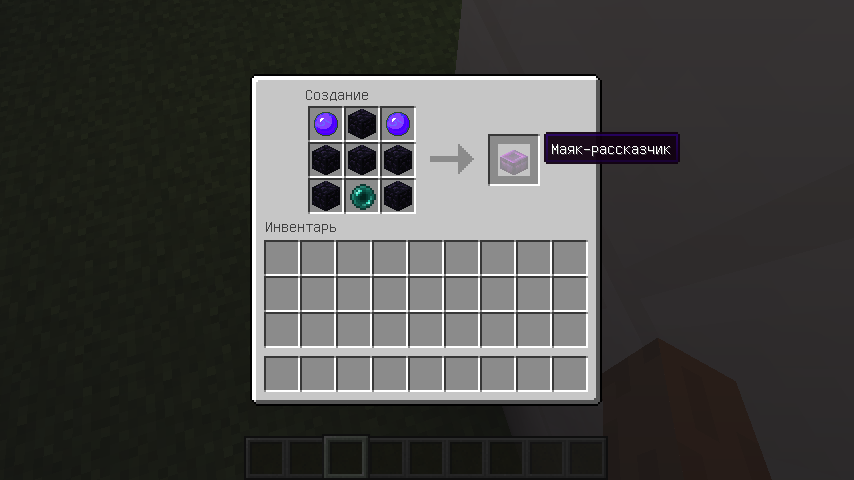 Создание
Маяк-рассказчик
Инвентарь